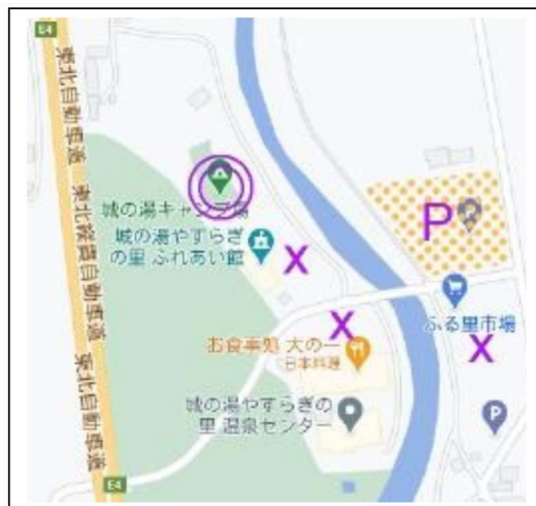 E4
東北自動車道
東北縦貫自動車道
東北自動車道
城の湯キャンプ場
城の湯やすらぎ
の里 ふれあい館
X
P
ふる里市場
X
X
お食事処 大の一
日本料理
城の湯やすらぎの
里 温泉センター
P
E4